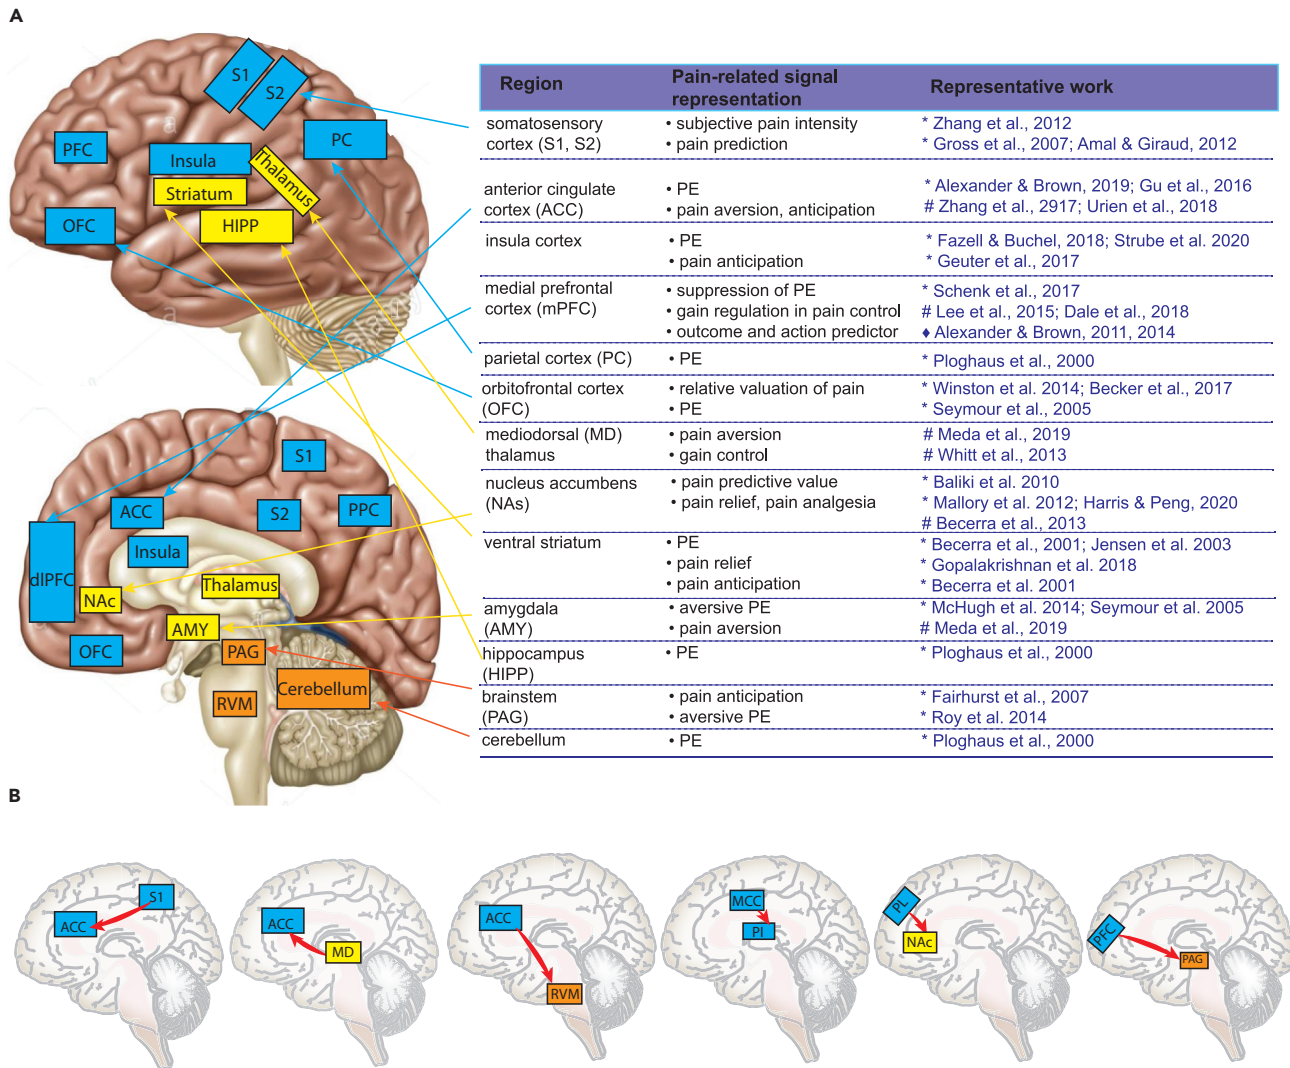 A
S1
S2
PFC
PC
Insula
Thalamus
Striatum
OFC
HIPP
S1
ACC
S2
PPC
Insula
dlPFC
Thalamus
NAc
AMY
OFC
PAG
RVM
Cerebellum
Region
Pain-related signal
representation
Representative work
somatosensory
cortex (S1, S2)
• subjective pain intensity
• pain prediction
* Zhang et al., 2012
* Gross et al., 2007; Amal & Giraud, 2012
anterior cingulate
cortex (ACC)
• PE
• pain aversion, anticipation
* Alexander & Brown, 2019; Gu et al., 2016
# Zhang et al., 2917; Urien et al., 2018
insula cortex
• PE
• pain anticipation
* Fazell & Buchel, 2018; Strube et al. 2020
* Geuter et al., 2017
medial prefrontal
cortex (mPFC)
• suppression of PE
• gain regulation in pain control
• outcome and action predictor
* Schenk et al., 2017
# Lee et al., 2015; Dale et al., 2018
♦ Alexander & Brown, 2011, 2014
parietal cortex (PC)
• PE
* Ploghaus et al., 2000
orbitofrontal cortex
(OFC)
• relative valuation of pain
• PE
* Winston et al. 2014; Becker et al., 2017
* Seymour et al., 2005
mediodorsal (MD)
thalamus
• pain aversion
• gain control
# Meda et al., 2019
# Whitt et al., 2013
nucleus accumbens
(NAs)
• pain predictive value
• pain relief, pain analgesia
* Baliki et al. 2010
* Mallory et al. 2012; Harris & Peng, 2020
# Becerra et al., 2013
ventral striatum
• PE
• pain relief
• pain anticipation
* Becerra et al., 2001; Jensen et al. 2003
* Gopalakrishnan et al. 2018
* Becerra et al. 2001
amygdala
(AMY)
• aversive PE
• pain aversion
* McHugh et al. 2014; Seymour et al. 2005
# Meda et al., 2019
hippocampus
(HIPP)
• PE
* Ploghaus et al., 2000
brainstem
(PAG)
• pain anticipation
• aversive PE
* Fairhurst et al., 2007
* Roy et al. 2014
cerebellum
• PE
* Ploghaus et al., 2000
B
S1
ACC
ACC
MD
ACC
RVM
MCC
PI
PL
NAc
PFC
PAG